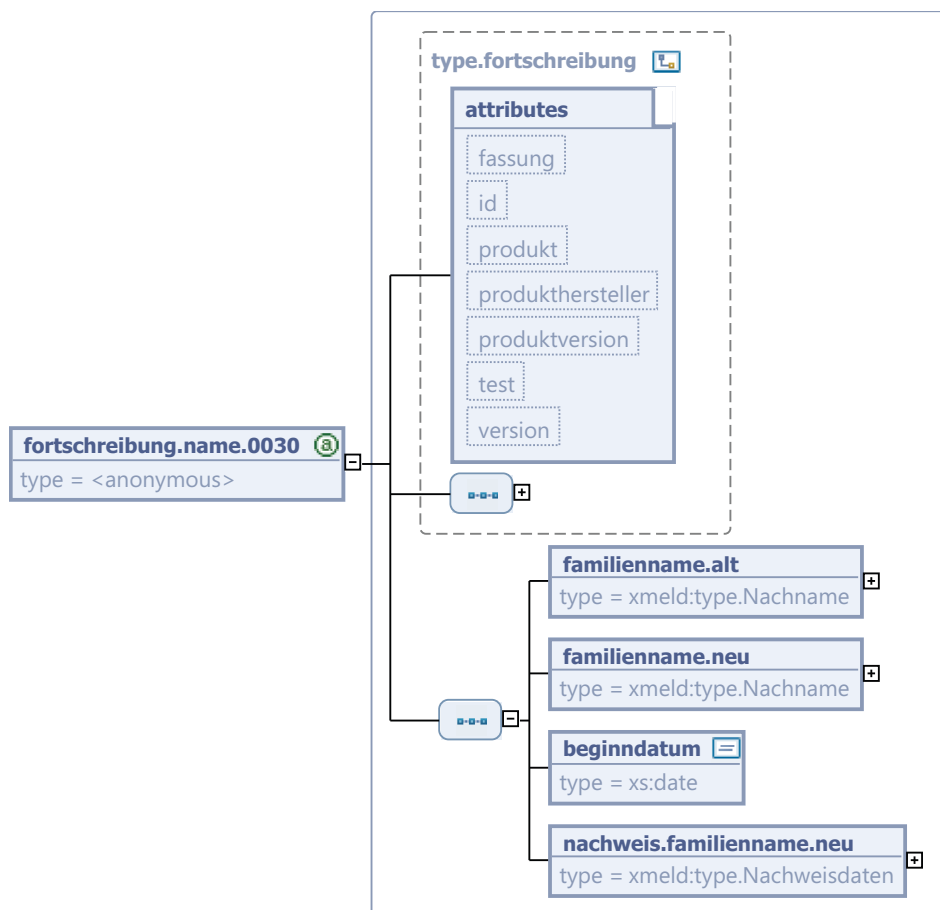 type.fortschreibung
attributes
fassung
id
produkt
produkthersteller
produktversion
test
version
fortschreibung.name.0030 @
type = <anonymous>
familienname.alt
type = xmeld:type.Nachname
familienname.neu
type = xmeld:type.Nachname
beginndatum
type = xs:date
nachweis.familienname.neu
type = xmeld:type.Nachweisdaten